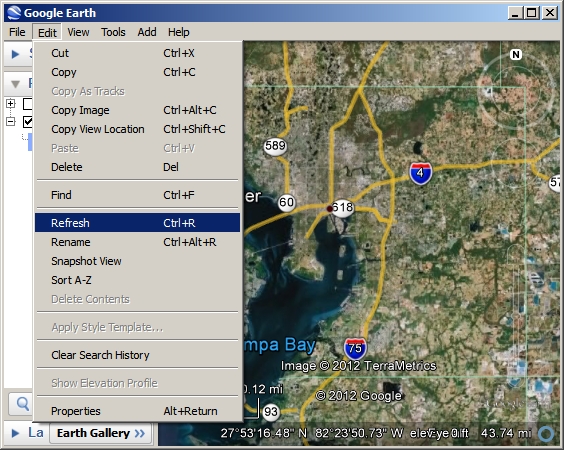 Google Earth
File Edit View Tools Add Help
Cut Ctrl+X
Copy Ctrl+C
Copy As Tracks
Copy Image Ctrl+Alt+C
Copy View Location Ctrl+Shift+C
Paste Ctrl+V
Delete Del
Find Ctrl+F
Refresh Ctrl+R
Rename Ctrl+Alt+R
Snapshot View
Sort A-Z
Delete Contents
Apply Style Template...
Clear Search History
Show Elevation Profile
Properties Alt+Return
La
Earth Gallery >>
N
589
4
57
er
60
618
mpa Bay
75
Image © 2012 TerraMetrics
0.12 mi
© 2012 Google
93
27°53'16.48" N 82°23'50.73" W elev 0 ft 43.74 mi